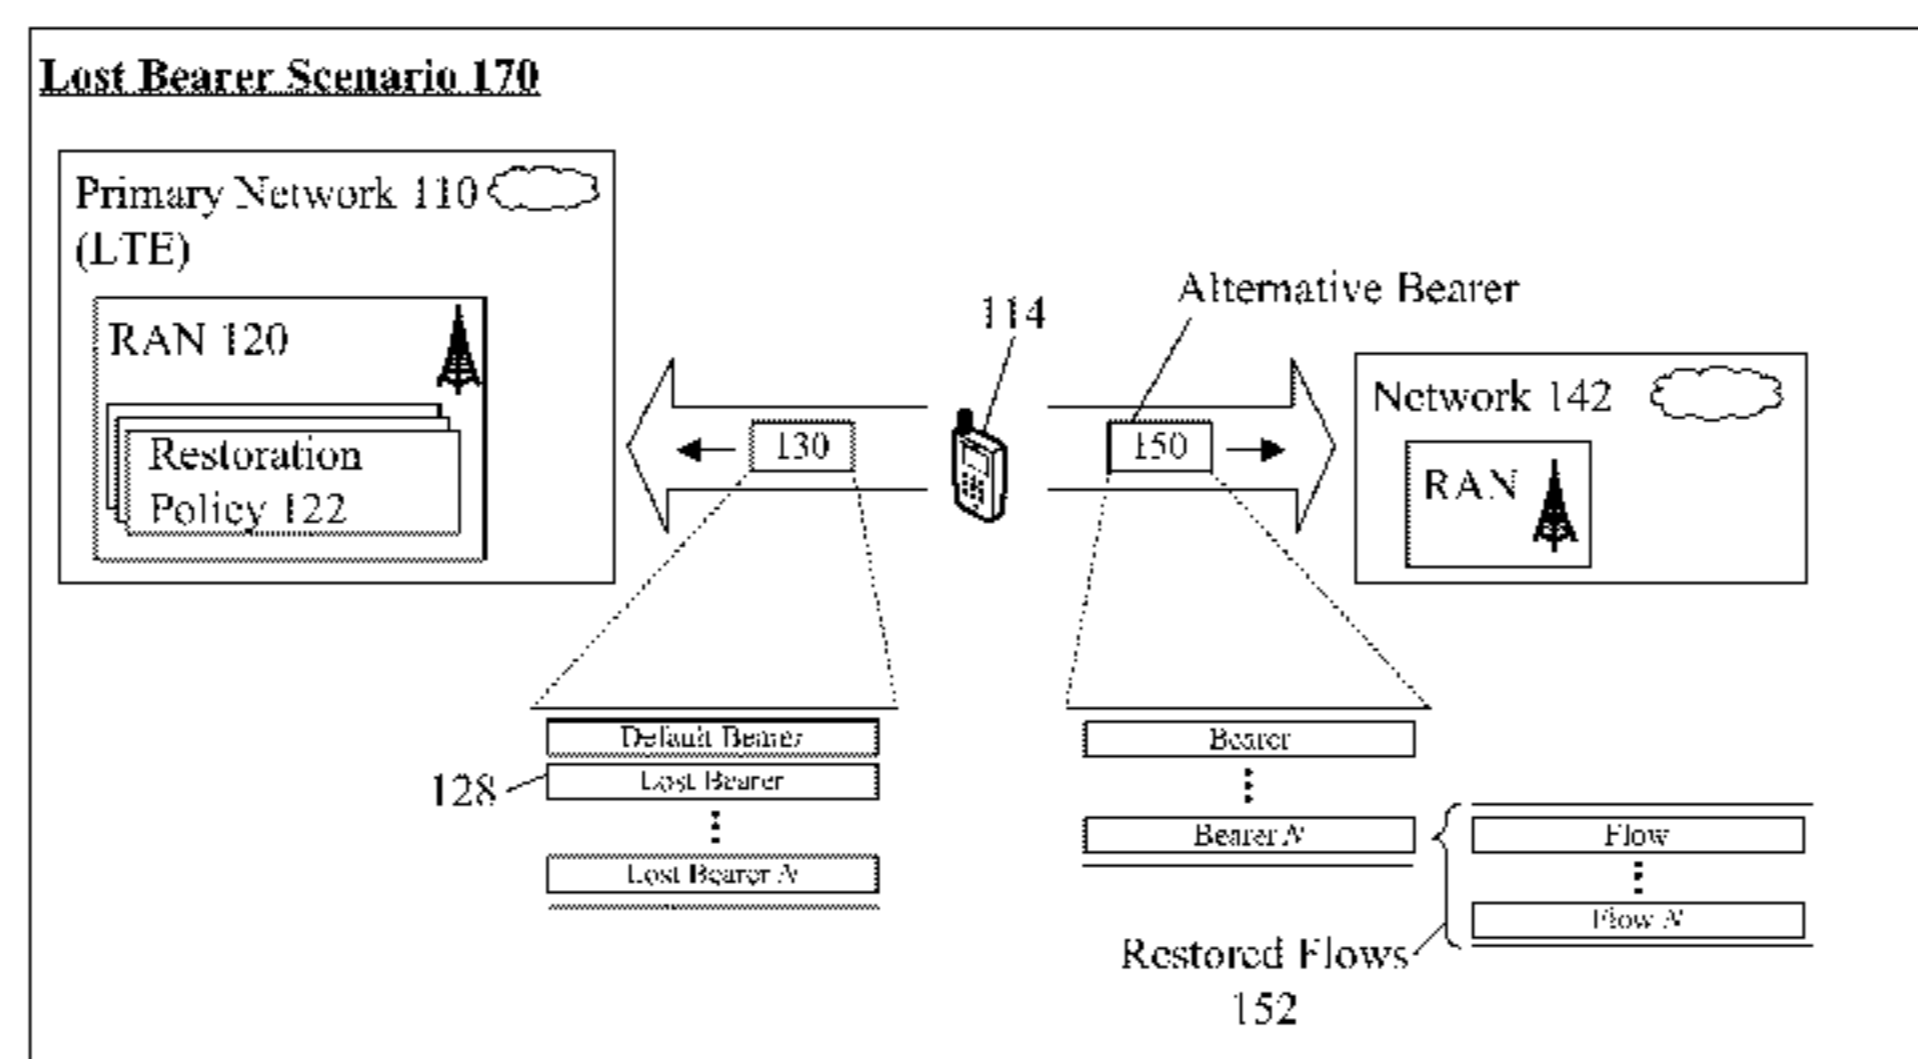 Lost Bearer Scenario 170
Primary Network 110
(LTE)
RAN 120
Restoration
Policy 122
130
114
Alternative Bearer
150
Network 142
RAN
Default Bearer
128
Lost Bearer
Lost Bearer N
Bearer
Bearer N
Flow
Flow N
Restored Flows
152